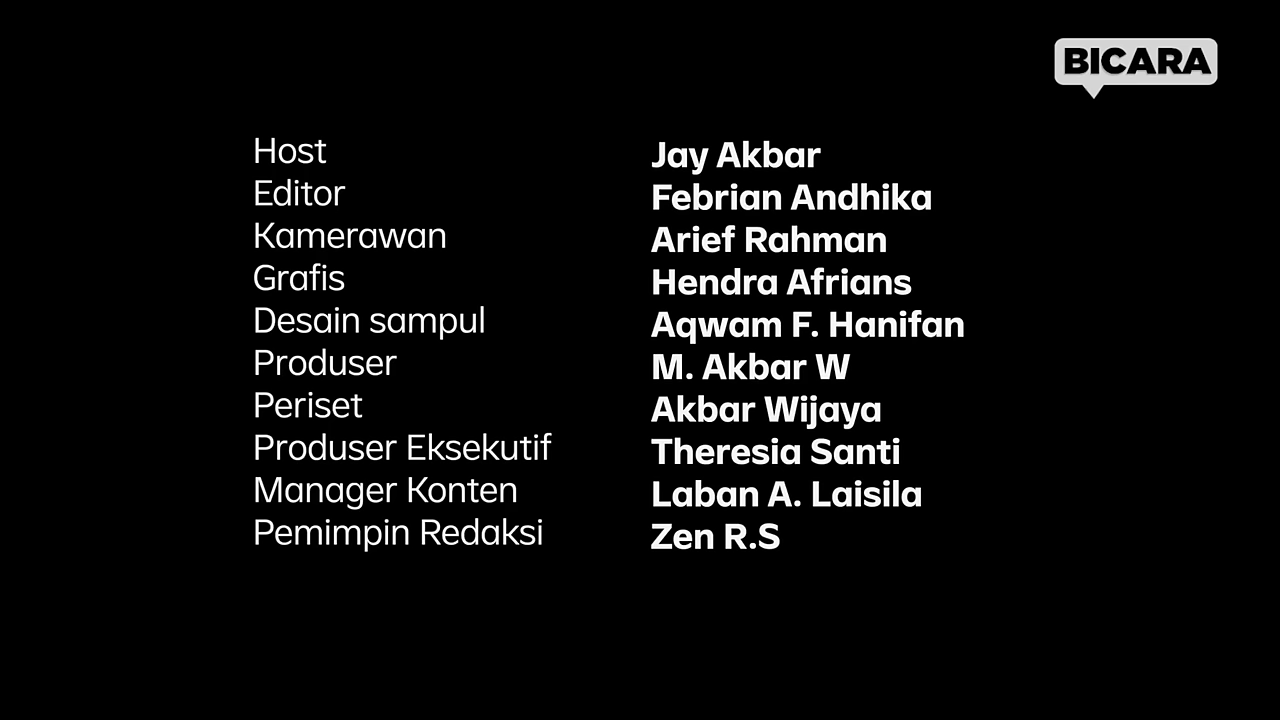 BICARA
Host Jay Akbar
Editor Febrian Andhika
Kamerawan Arief Rahman
Grafis Hendra Afrians
Desain sampul Aqwam F. Hanifan
Produser M. Akbar W
Periset Akbar Wijaya
Produser Eksekutif Theresia Santi
Manager Konten Laban A. Laisila
Pemimpin Redaksi Zen R.S